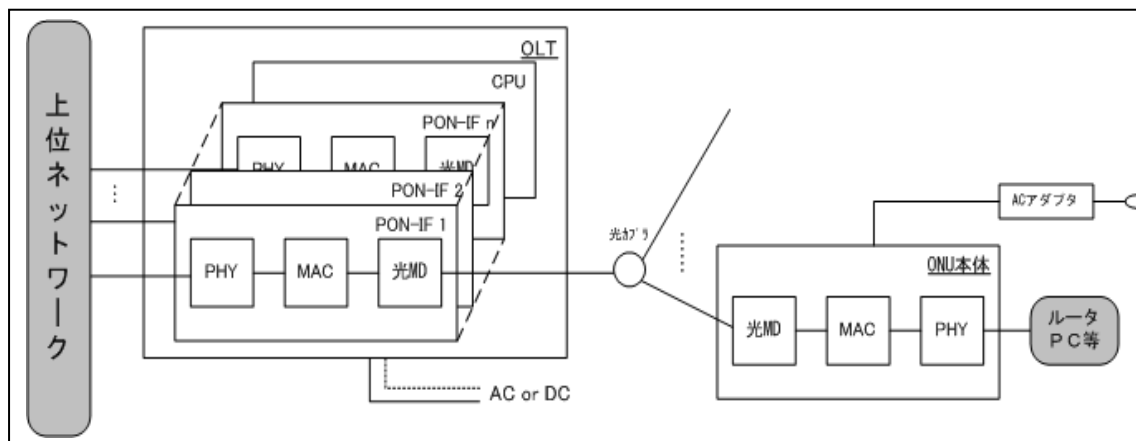 上位ネットワーク
OLT
CPU
PON-IF n
PHY
MAC
光MD
PON-IF 2
PON-IF 1
PHY
MAC
光MD
AC or DC
光ｶﾌﾟﾗ
ACアダプタ
ONU本体
光MD
MAC
PHY
ルータ
ＰＣ等